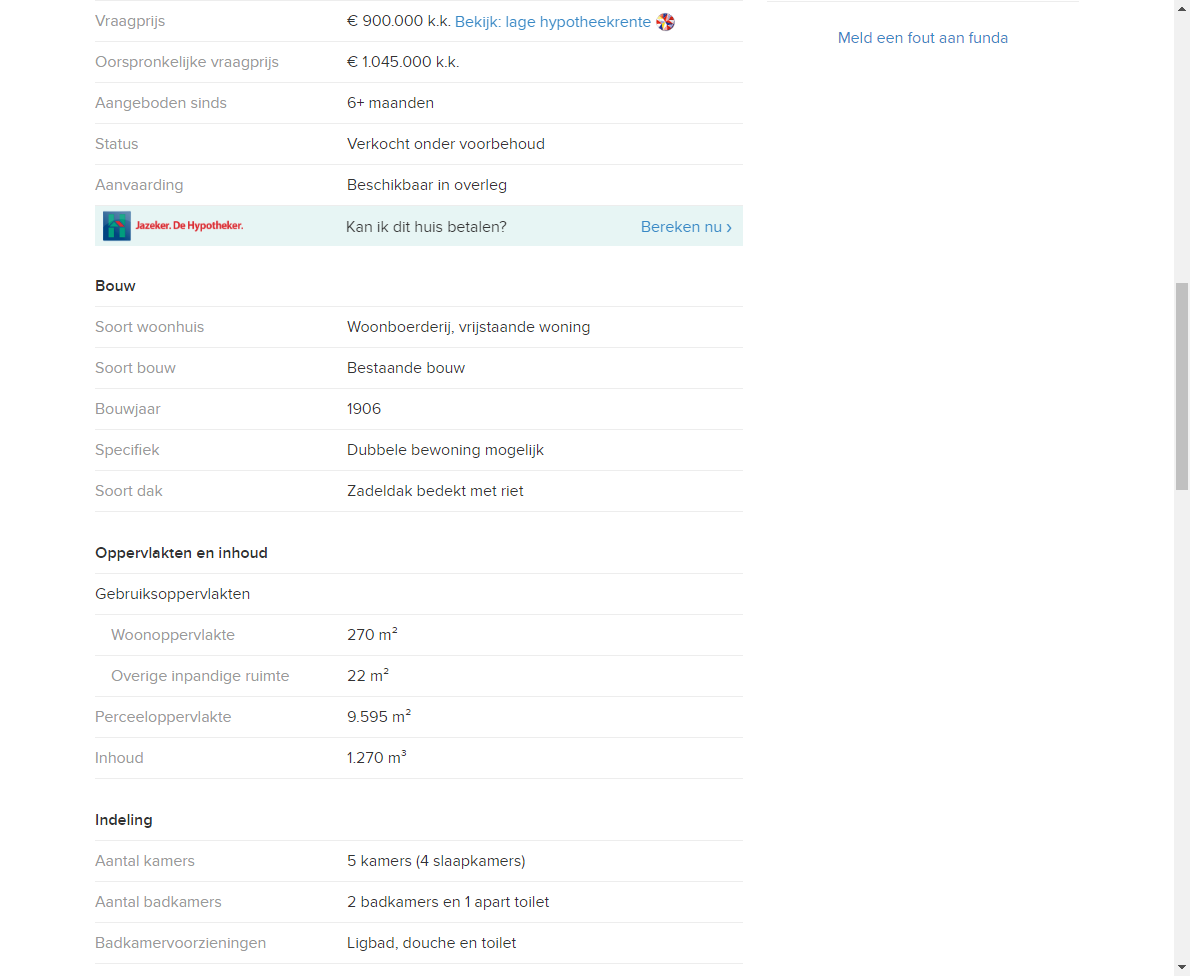 Vraagprijs € 900.000 k.k. Bekijk: lage hypotheekrente
Meld een fout aan funda
Oorspronkelijke vraagprijs € 1.045.000 k.k.
Aangeboden sinds 6+ maanden
Status Verkocht onder voorbehoud
Aanvaarding Beschikbaar in overleg
Jazeker. De Hypotheker. Kan ik dit huis betalen? Bereken nu ›
Bouw
Soort woonhuis Woonboerderij, vrijstaande woning
Soort bouw Bestaande bouw
Bouwjaar 1906
Specifiek Dubbele bewoning mogelijk
Soort dak Zadeldak bedekt met riet
Oppervlakten en inhoud
Gebruiksoppervlakten
Woonoppervlakte 270 m²
Overige inpandige ruimte 22 m²
Perceeloppervlakte 9.595 m²
Inhoud 1.270 m³
Indeling
Aantal kamers 5 kamers (4 slaapkamers)
Aantal badkamers 2 badkamers en 1 apart toilet
Badkamervoorzieningen Ligbad, douche en toilet